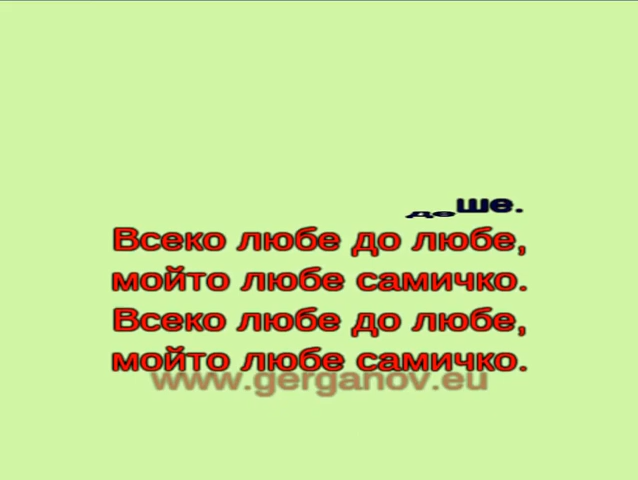 деше.
Всеко любе до любе,
мойто любе самичко.
Всеко любе до любе,
мойто любе самичко.
www.gerganov.eu